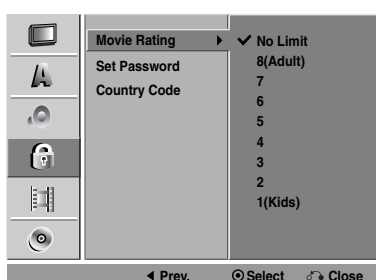 Movie Rating
Set Password
Country Code
No Limit
8(Adult)
7
6
5
4
3
2
1(Kids)
Prev. Select Close